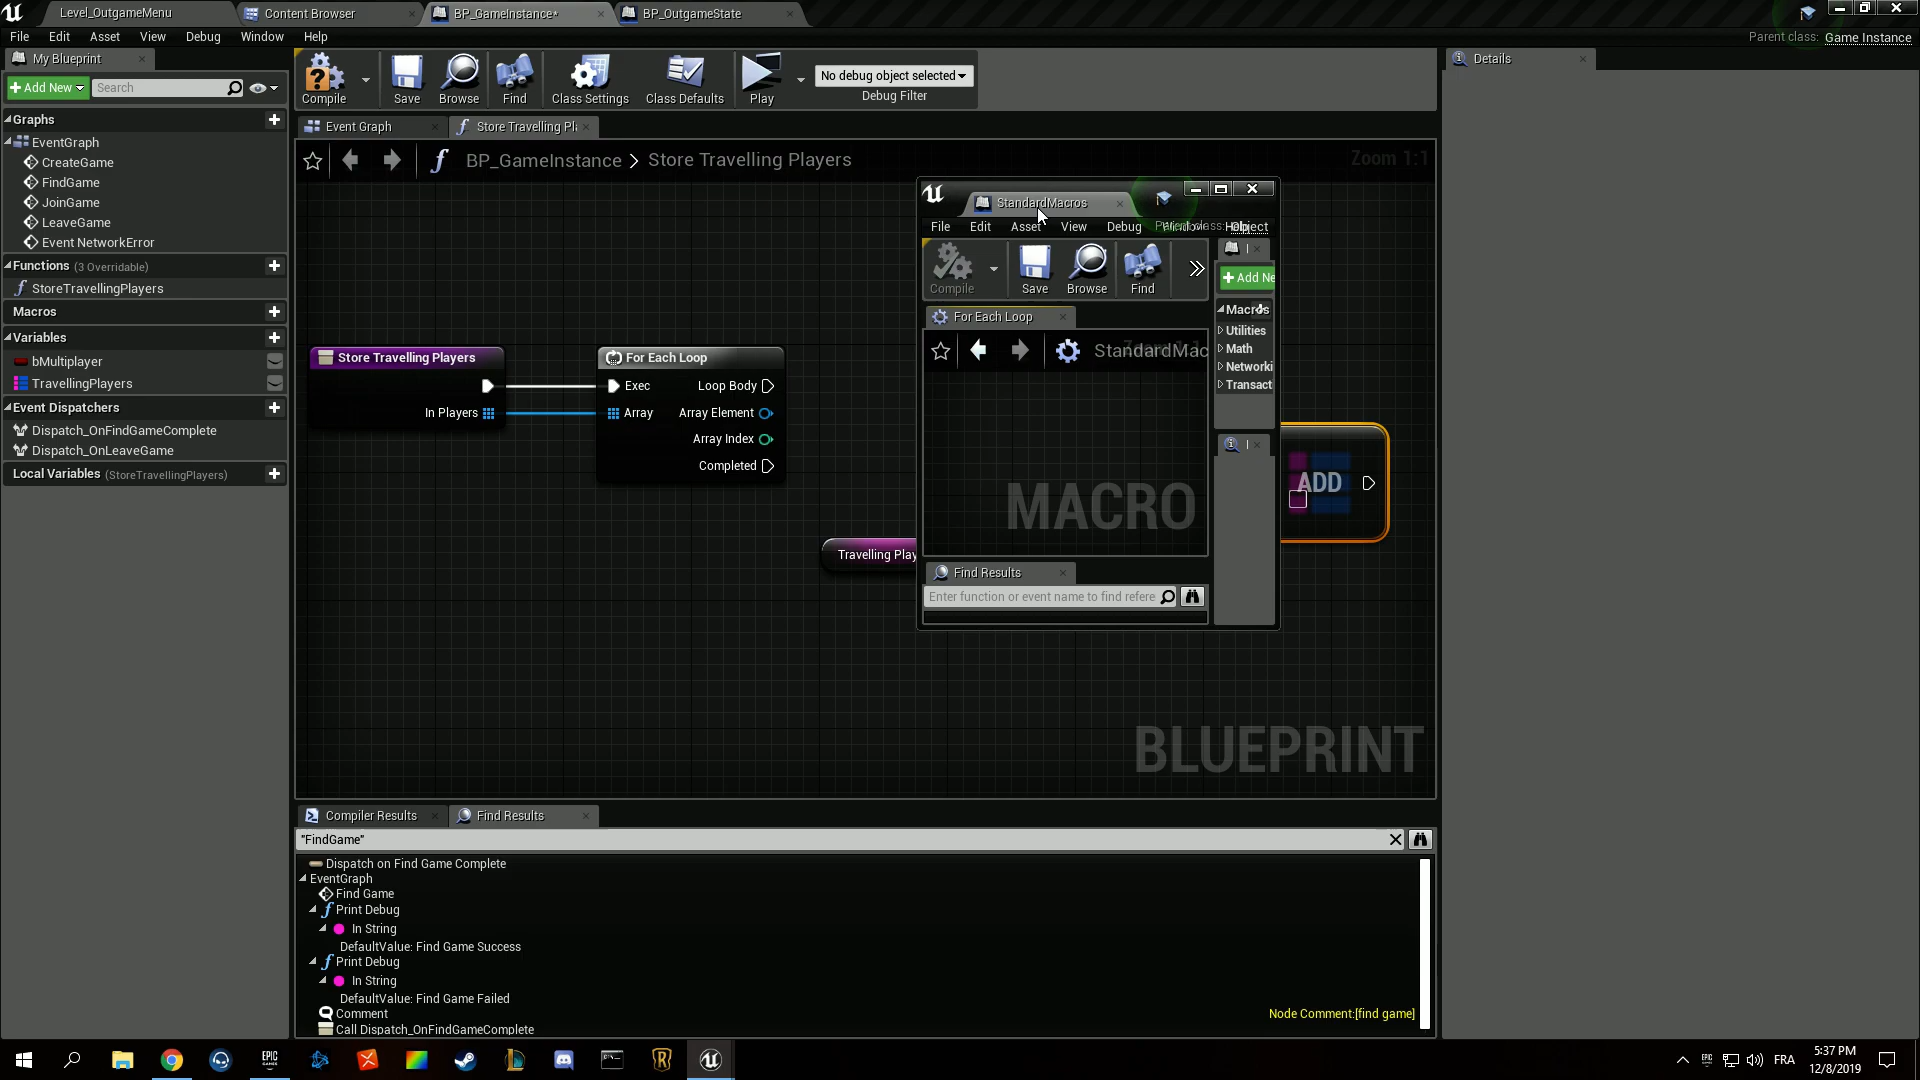 Level_OutgameMenu
Content Browser
BP_GameInstance*
BP_OutgameState
File Edit Asset View Debug Window Help
Parent class: Game Instance
My Blueprint
Add New
Search
Compile
Save
Browse
Find
Class Settings
Class Defaults
Play
No debug object selected
Debug Filter
Details
Graphs
EventGraph
CreateGame
FindGame
JoinGame
LeaveGame
Event NetworkError
Functions (3 Overridable)
StoreTravellingPlayers
Macros
Variables
bMultiplayer
TravellingPlayers
Event Dispatchers
Dispatch_OnFindGameComplete
Dispatch_OnLeaveGame
Local Variables (StoreTravellingPlayers)
Event Graph
Store Travelling Pl
BP_GameInstance > Store Travelling Players
Zoom 1:1
Store Travelling Players
In Players
For Each Loop
Exec
Loop Body
Array
Array Element
Array Index
Completed
Travelling Play
ADD
BLUEPRINT
StandardMacros
File Edit Asset View Debug Window Help
Parent class: Object
Compile
Save
Browse
Find
Add Ne
For Each Loop
StandardMac
MACRO
Macros
Utilities
Math
Networki
Transact
Find Results
Enter function or event name to find refere
Compiler Results
Find Results
"FindGame"
Dispatch on Find Game Complete
EventGraph
Find Game
Print Debug
In String
DefaultValue: Find Game Success
Print Debug
In String
DefaultValue: Find Game Failed
Comment
Node Comment:[find game]
Call Dispatch_OnFindGameComplete
EPIC GAMES
FRA
5:37 PM
12/8/2019